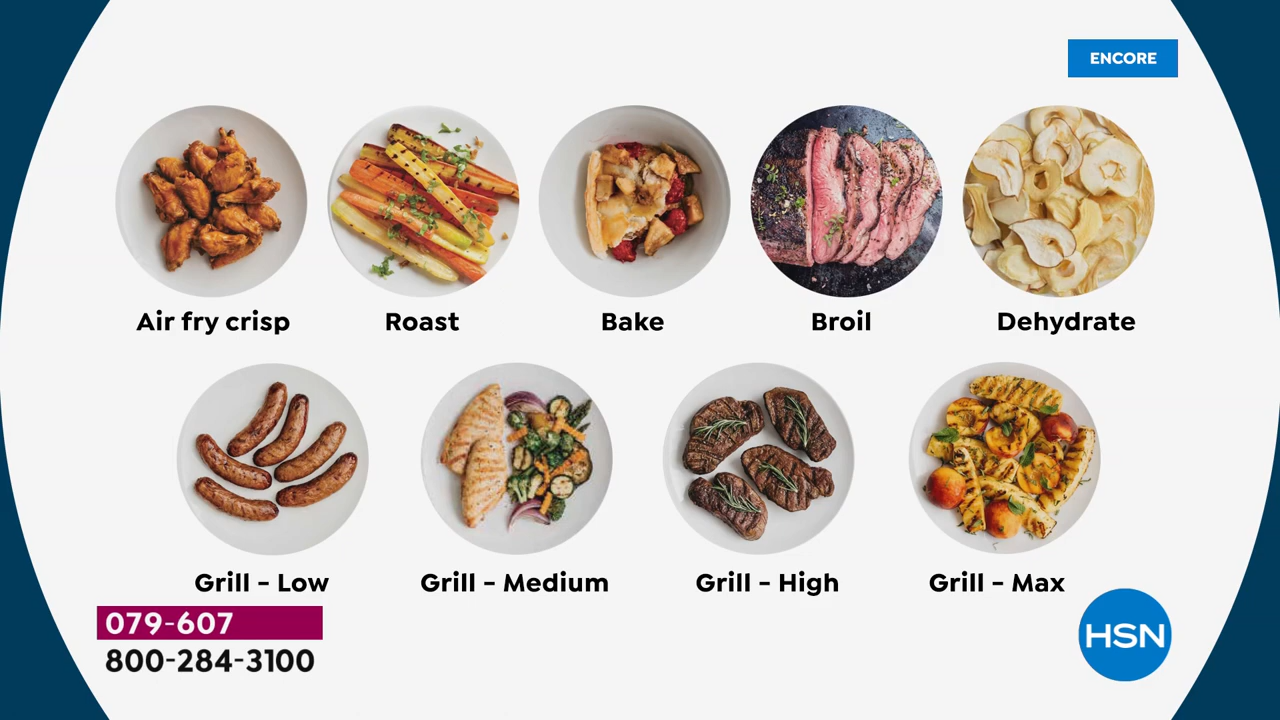 ENCORE
Air fry crisp
Roast
Bake
Broil
Dehydrate
Grill - Low
Grill - Medium
Grill - High
Grill - Max
079-607
800-284-3100
HSN